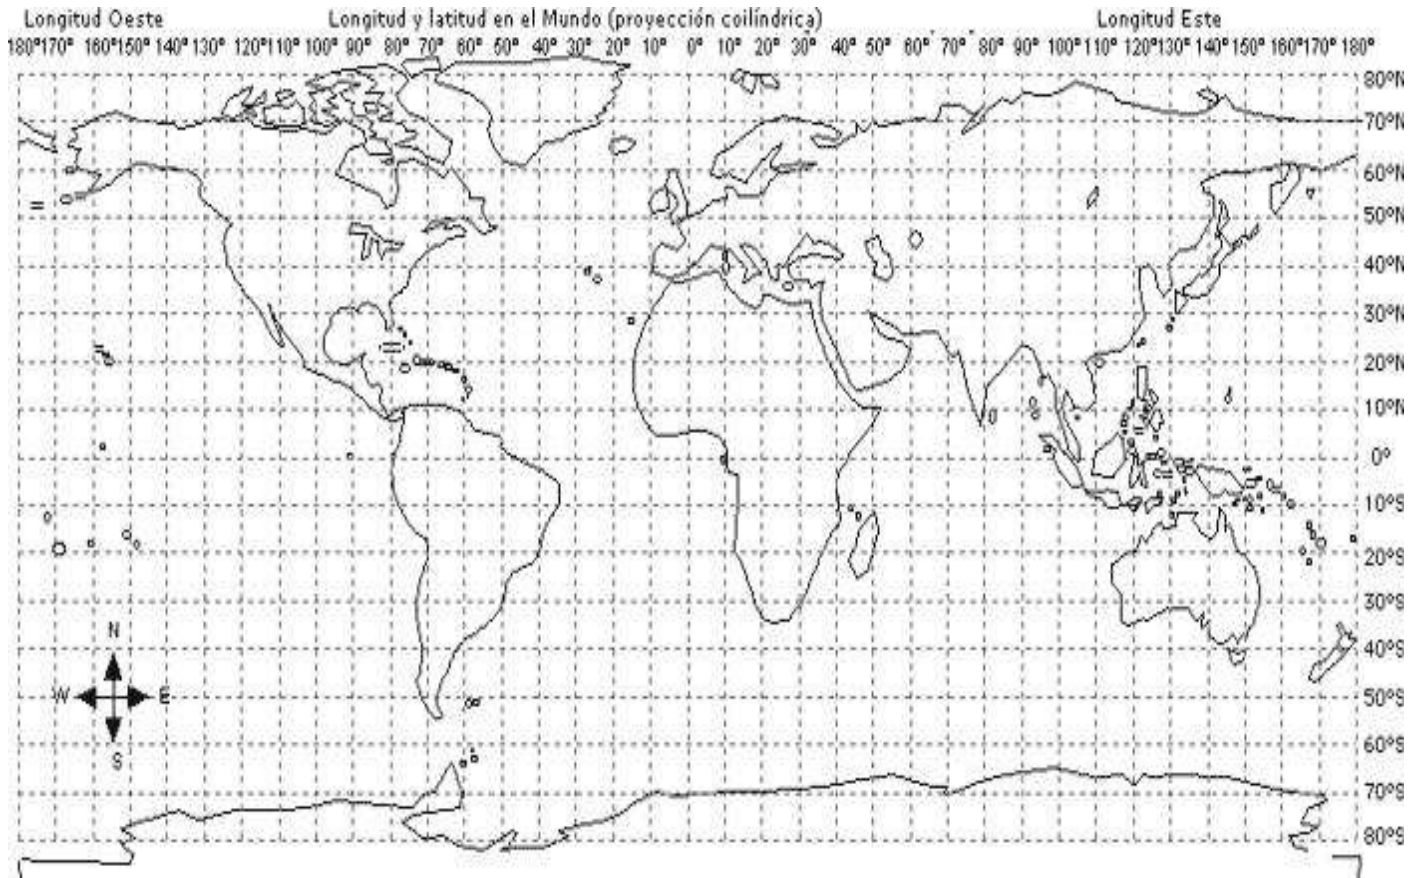 Longitud Oeste Longitud y latitud en el Mundo (proyección coilíndrica) Longitud Este
180° 170° 160° 150° 140° 130° 120° 110° 100° 90° 80° 70° 60° 50° 40° 30° 20° 10° 0° 10° 20° 30° 40° 50° 60° 70° 80° 90° 100° 110° 120° 130° 140° 150° 160° 170° 180°
80°N
70°N
60°N
50°N
40°N
30°N
20°N
10°N
0°
10°S
20°S
30°S
N
40°S
W E 50°S
S 60°S
70°S
80°S